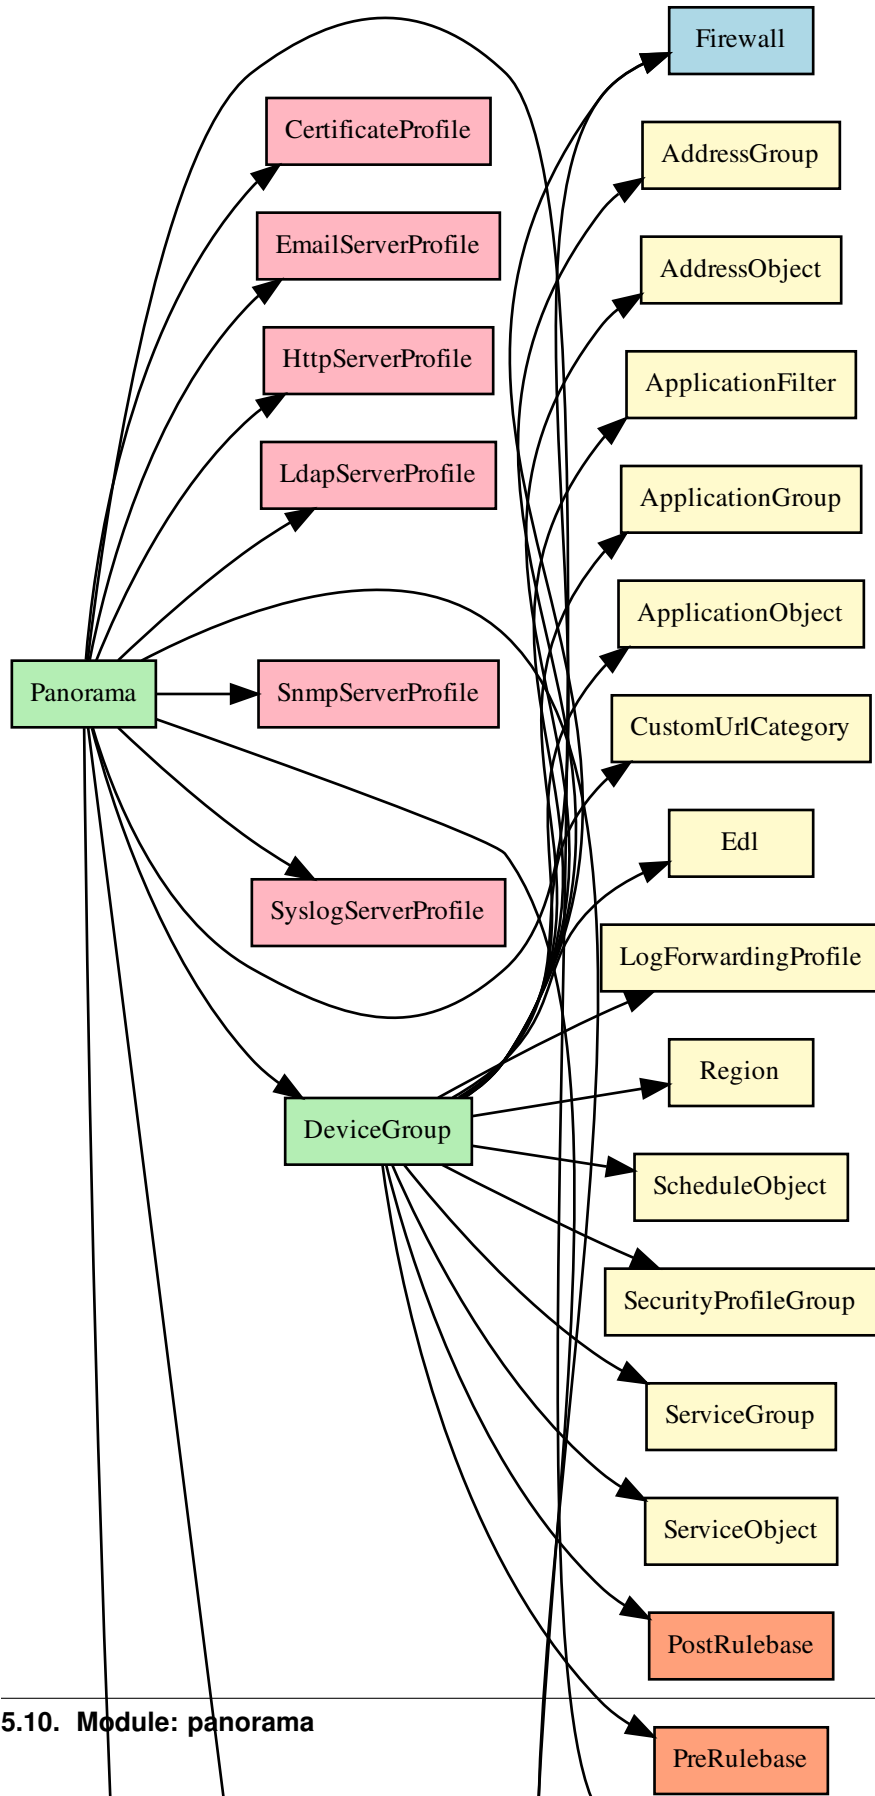 Firewall
CertificateProfile
AddressGroup
EmailServerProfile
AddressObject
HttpServerProfile
ApplicationFilter
LdapServerProfile
ApplicationGroup
ApplicationObject
Panorama
SnmpServerProfile
CustomUrlCategory
Edl
SyslogServerProfile
LogForwardingProfile
Region
DeviceGroup
ScheduleObject
SecurityProfileGroup
ServiceGroup
ServiceObject
PostRulebase
5.10. Module: panorama
PreRulebase